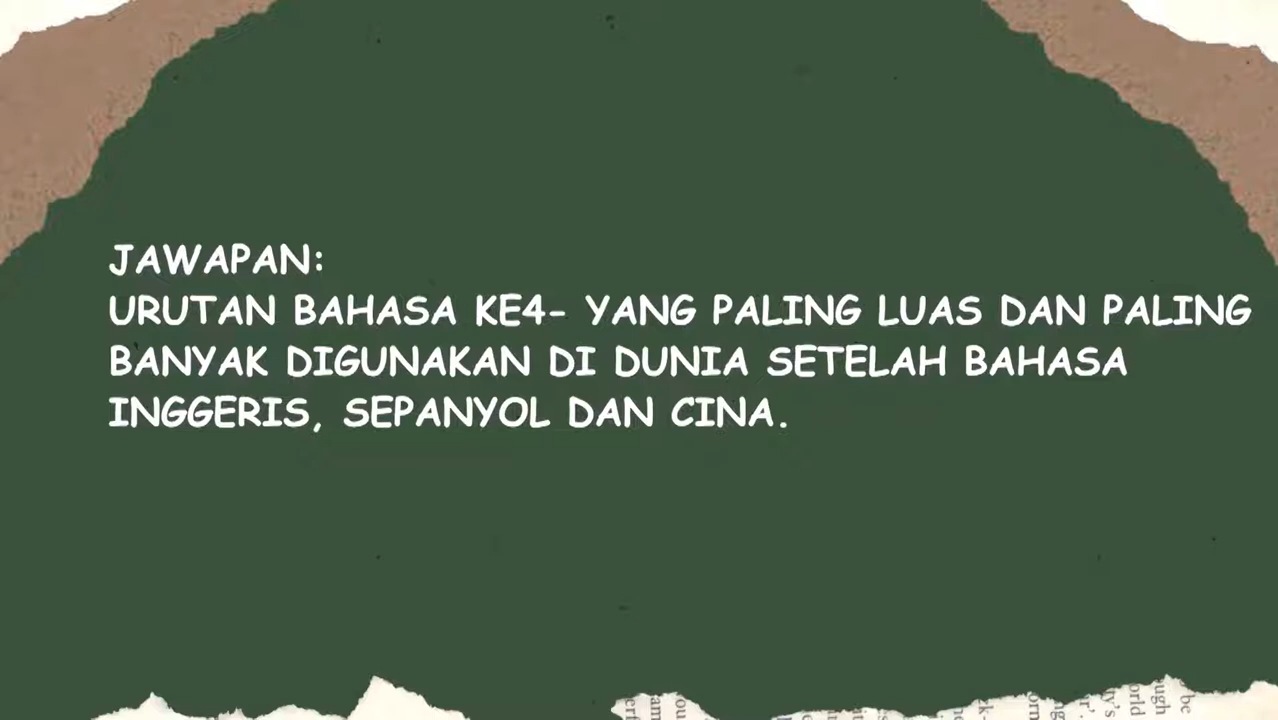 JAWAPAN:
URUTAN BAHASA KE4- YANG PALING LUAS DAN PALING
BANYAK DIGUNAKAN DI DUNIA SETELAH BAHASA
INGGERIS, SEPANYOL DAN CINA.